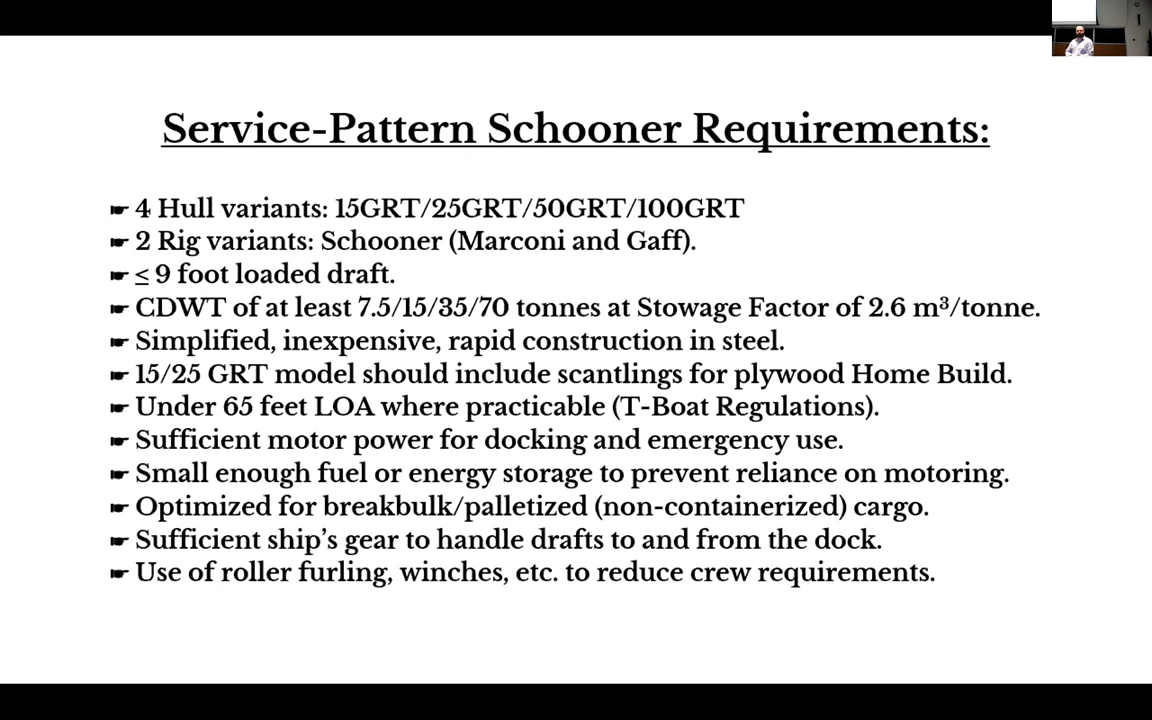 Service-Pattern Schooner Requirements:
☛ 4 Hull variants: 15GRT/25GRT/50GRT/100GRT
☛ 2 Rig variants: Schooner (Marconi and Gaff).
☛ ≤ 9 foot loaded draft.
☛ CDWT of at least 7.5/15/35/70 tonnes at Stowage Factor of 2.6 m³/tonne.
☛ Simplified, inexpensive, rapid construction in steel.
☛ 15/25 GRT model should include scantlings for plywood Home Build.
☛ Under 65 feet LOA where practicable (T-Boat Regulations).
☛ Sufficient motor power for docking and emergency use.
☛ Small enough fuel or energy storage to prevent reliance on motoring.
☛ Optimized for breakbulk/palletized (non-containerized) cargo.
☛ Sufficient ship’s gear to handle drafts to and from the dock.
☛ Use of roller furling, winches, etc. to reduce crew requirements.